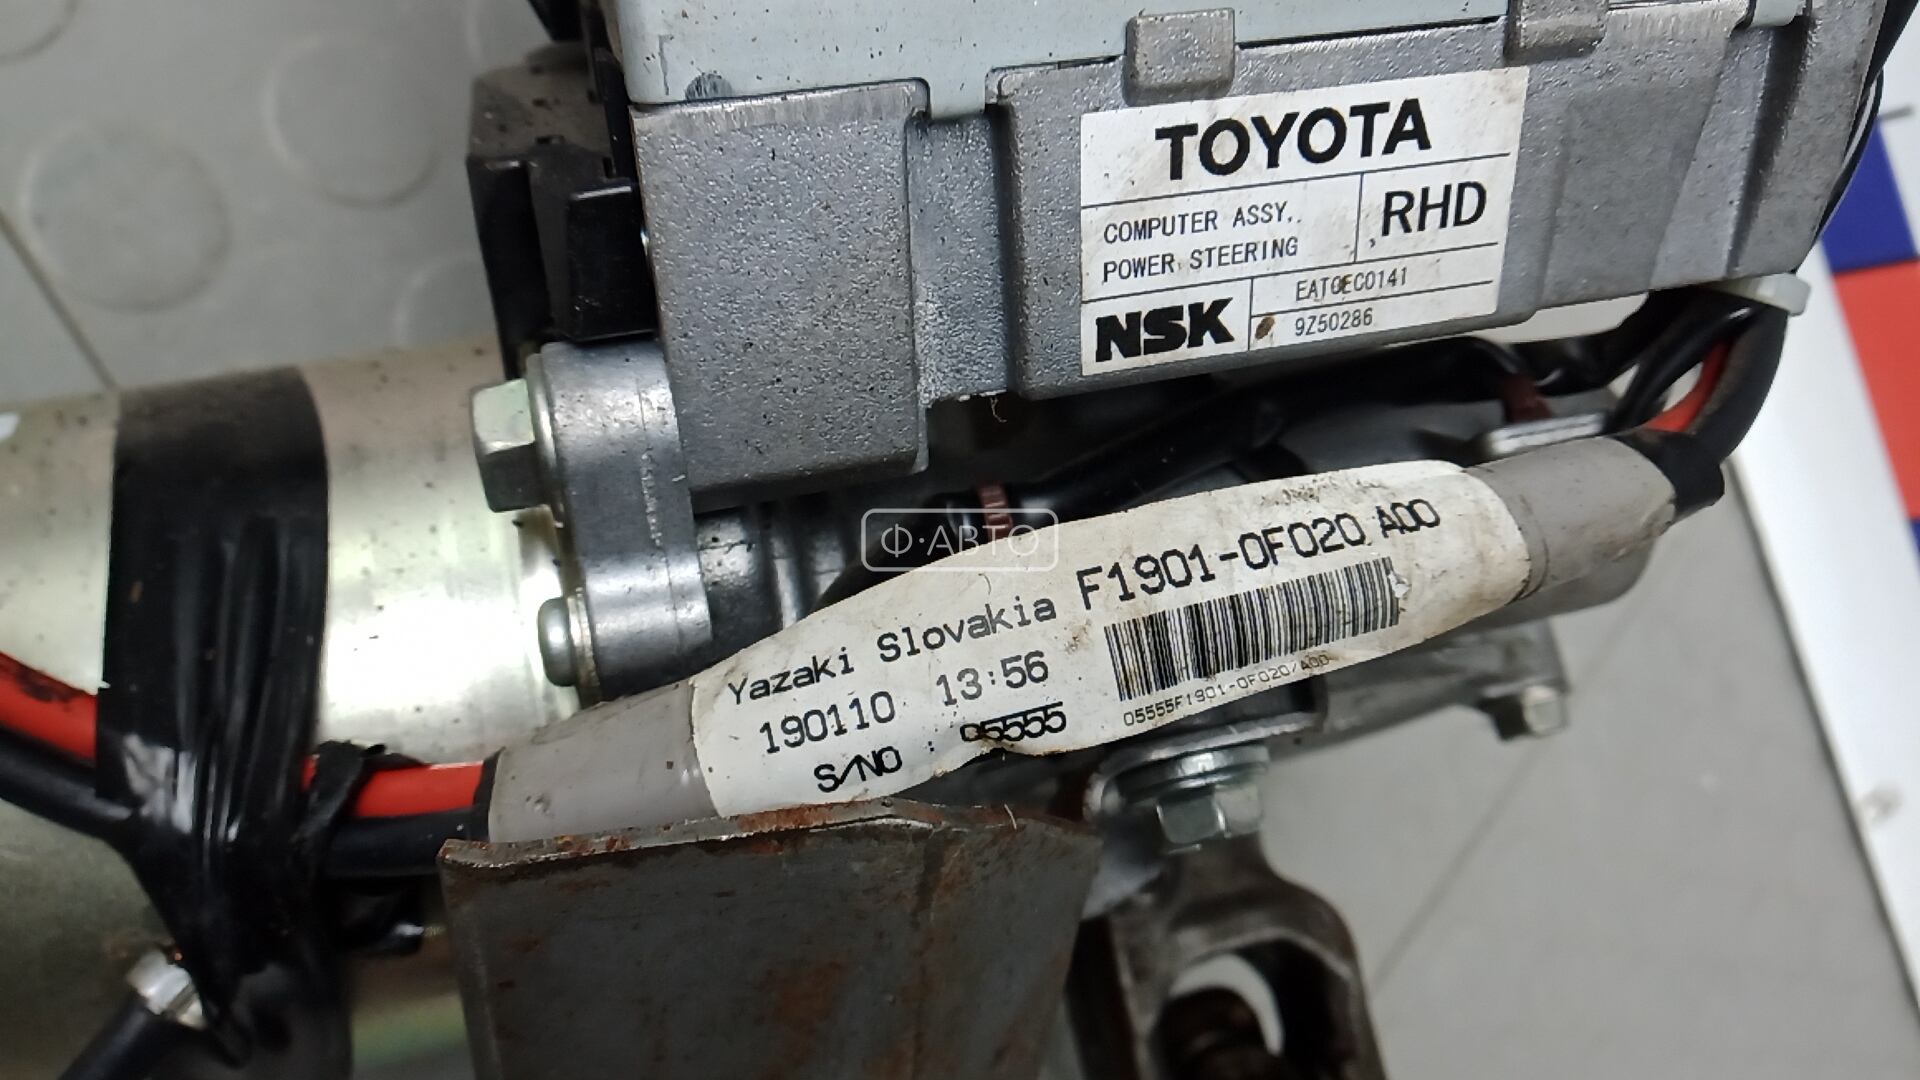 TOYOTA
COMPUTER ASSY,.
POWER STEERING
RHD
NSK
EATCEC0141
9Z50286
Ф·АВТО
Yazaki Slovakia F1901-0F020 A00
190110 13:56
S/NO : 05555
05555F1901-0F020/A00